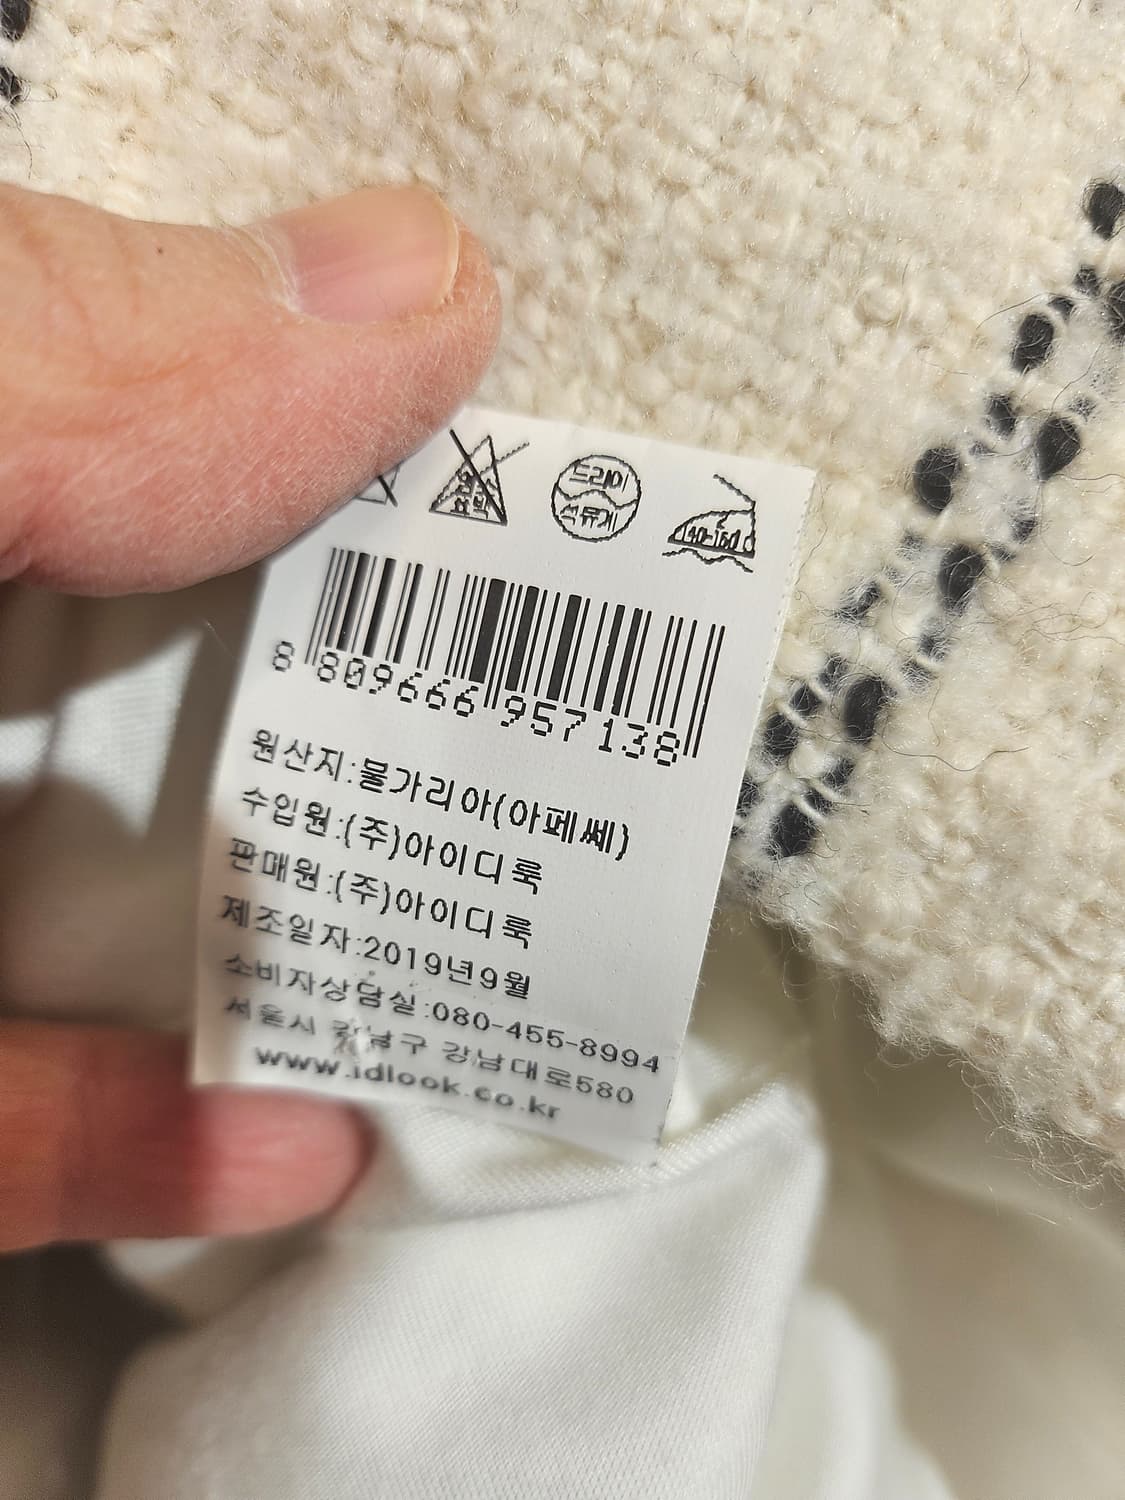 드라이
석유계
140-160℃
8 809666 957138
원산지:불가리아(아페쎄)
수입원:(주)아이디룩
판매원:(주)아이디룩
제조일자:2019년9월
소비자상담실:080-455-8994
서울시 강남구 강남대로580
www.idlook.co.kr